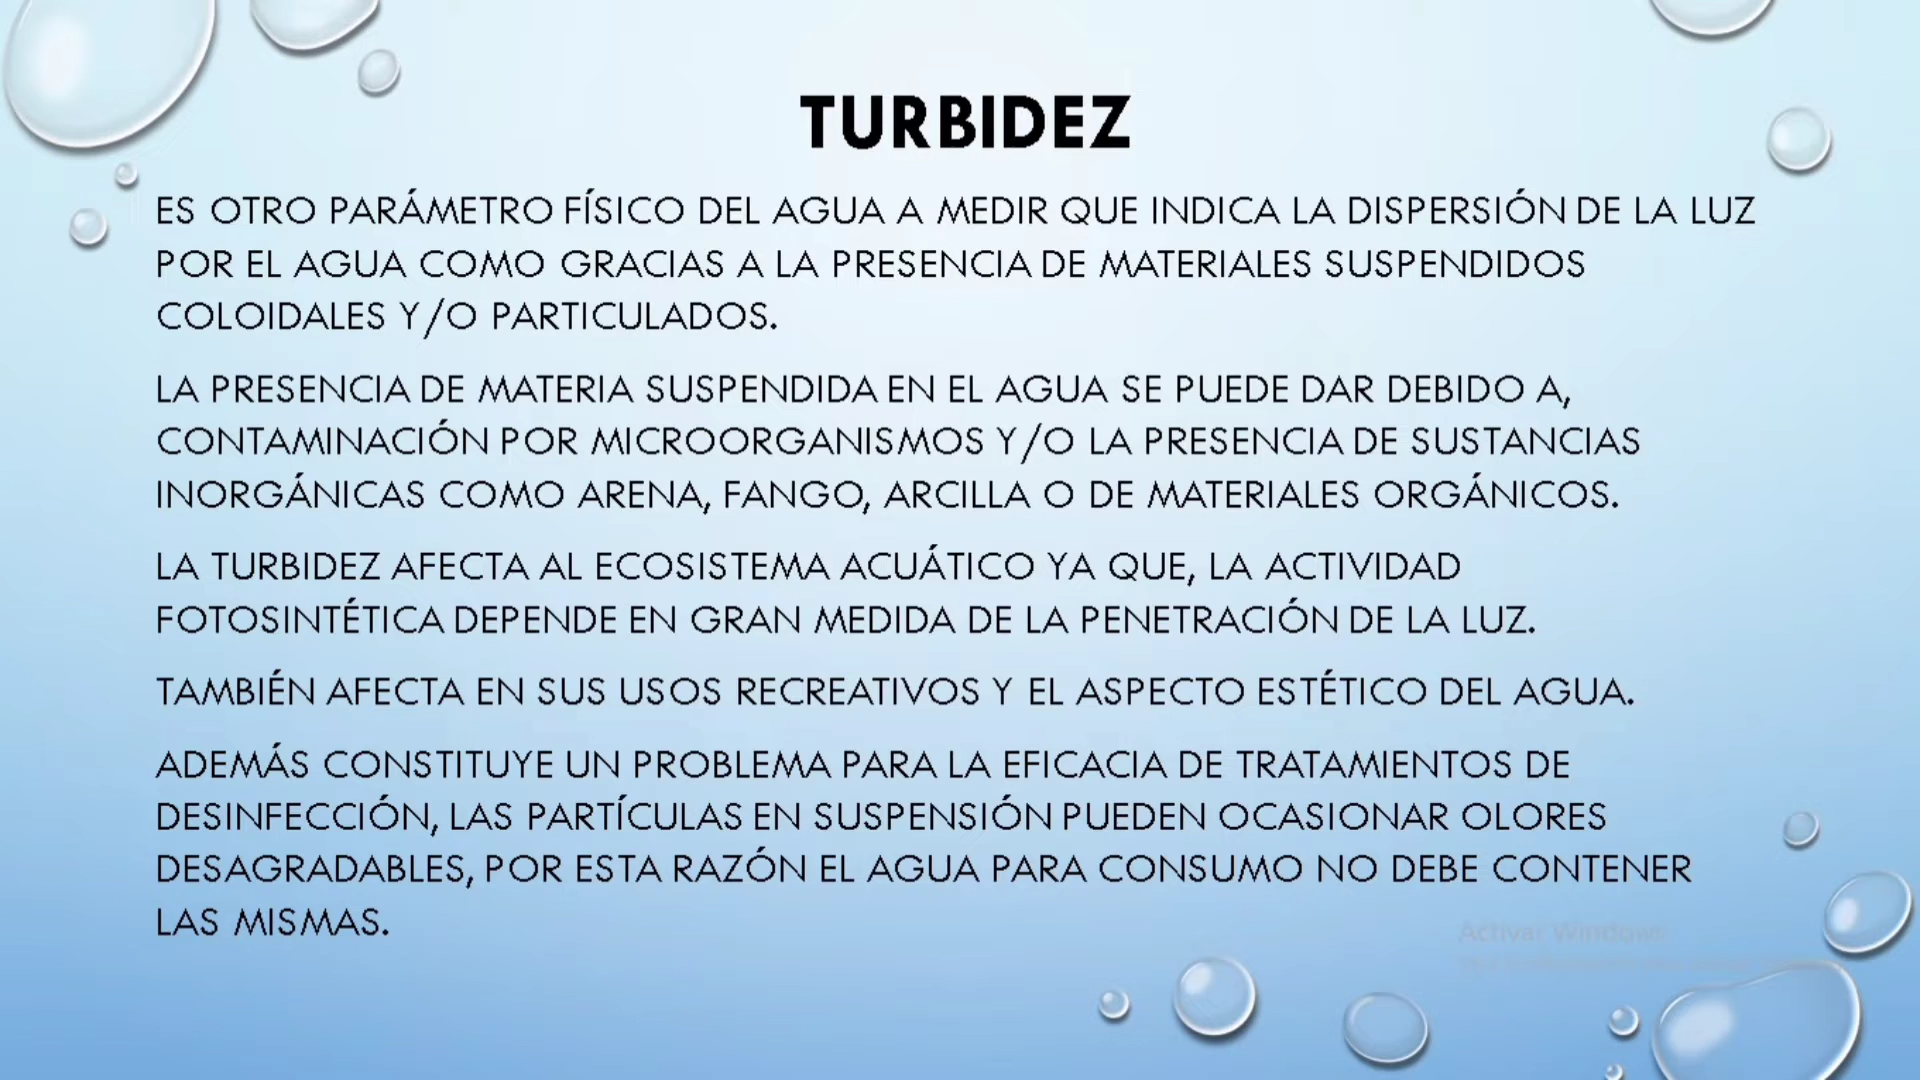 TURBIDEZ
ES OTRO PARÁMETRO FÍSICO DEL AGUA A MEDIR QUE INDICA LA DISPERSIÓN DE LA LUZ
POR EL AGUA COMO GRACIAS A LA PRESENCIA DE MATERIALES SUSPENDIDOS
COLOIDALES Y/O PARTICULADOS.
LA PRESENCIA DE MATERIA SUSPENDIDA EN EL AGUA SE PUEDE DAR DEBIDO A,
CONTAMINACIÓN POR MICROORGANISMOS Y/O LA PRESENCIA DE SUSTANCIAS
INORGÁNICAS COMO ARENA, FANGO, ARCILLA O DE MATERIALES ORGÁNICOS.
LA TURBIDEZ AFECTA AL ECOSISTEMA ACUÁTICO YA QUE, LA ACTIVIDAD
FOTOSINTÉTICA DEPENDE EN GRAN MEDIDA DE LA PENETRACIÓN DE LA LUZ.
TAMBIÉN AFECTA EN SUS USOS RECREATIVOS Y EL ASPECTO ESTÉTICO DEL AGUA.
ADEMÁS CONSTITUYE UN PROBLEMA PARA LA EFICACIA DE TRATAMIENTOS DE
DESINFECCIÓN, LAS PARTÍCULAS EN SUSPENSIÓN PUEDEN OCASIONAR OLORES
DESAGRADABLES, POR ESTA RAZÓN EL AGUA PARA CONSUMO NO DEBE CONTENER
LAS MISMAS.
Activar Windows